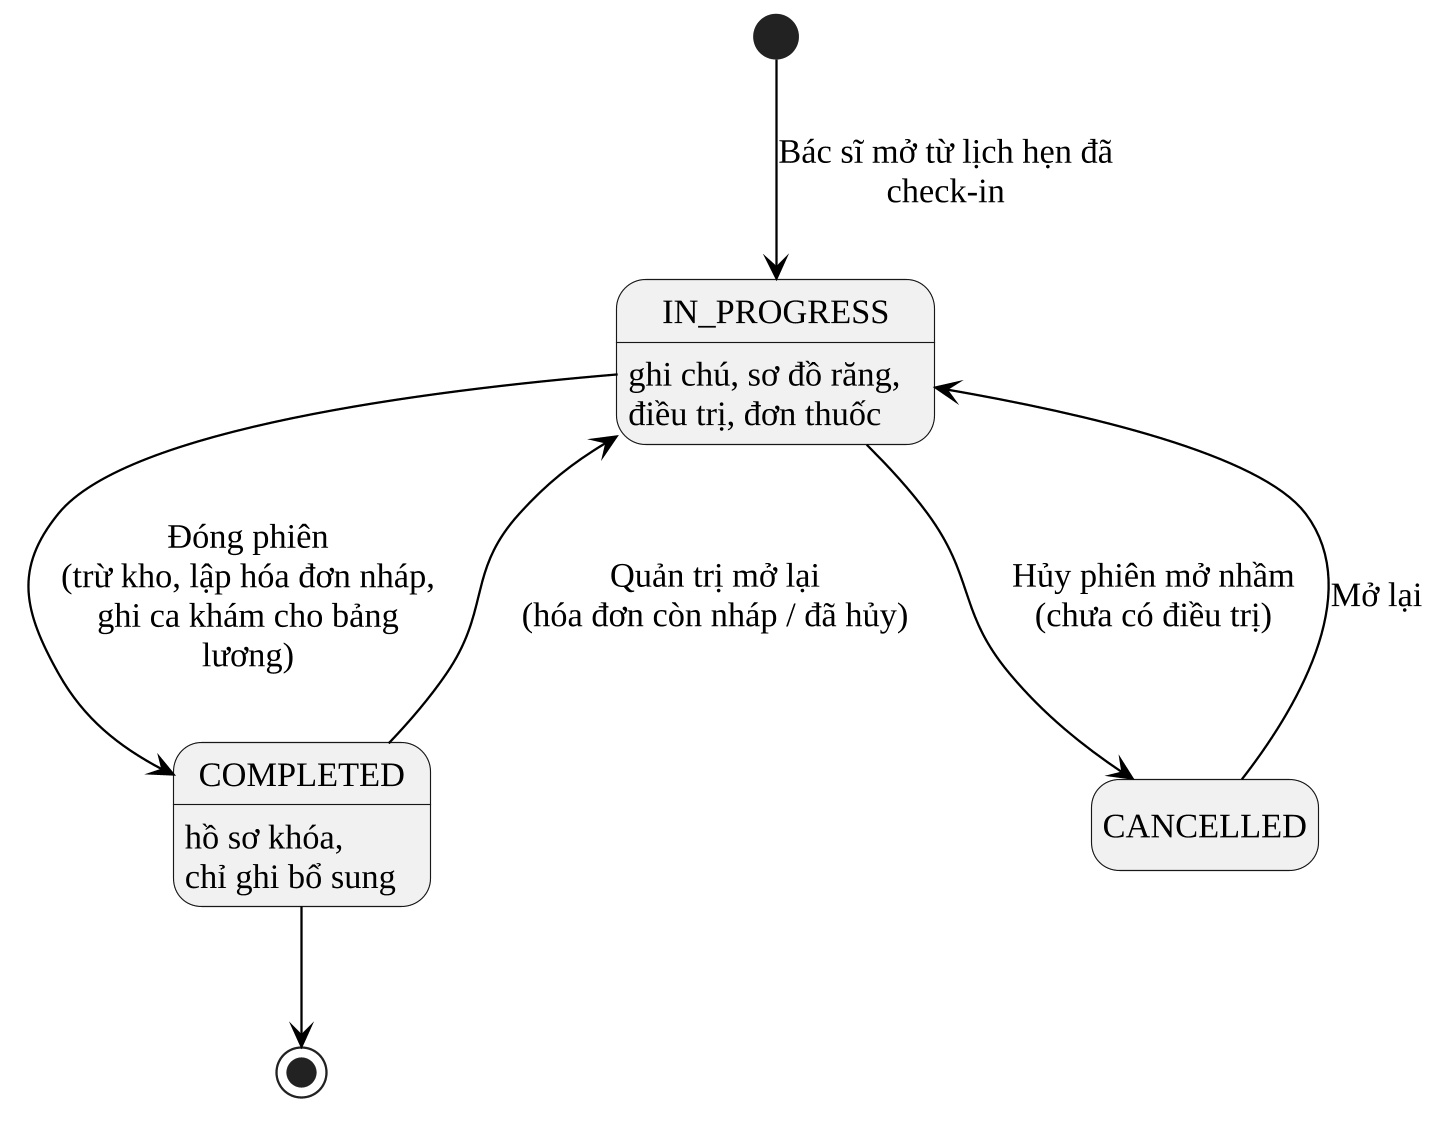 Bác sĩ mở từ lịch hẹn đã
check-in
IN_PROGRESS
ghi chú, sơ đồ răng,
điều trị, đơn thuốc
Đóng phiên
(trừ kho, lập hóa đơn nháp,
ghi ca khám cho bảng
lương)
Quản trị mở lại
(hóa đơn còn nháp / đã hủy)
Hủy phiên mở nhầm
(chưa có điều trị)
Mở lại
COMPLETED
hồ sơ khóa,
chỉ ghi bổ sung
CANCELLED